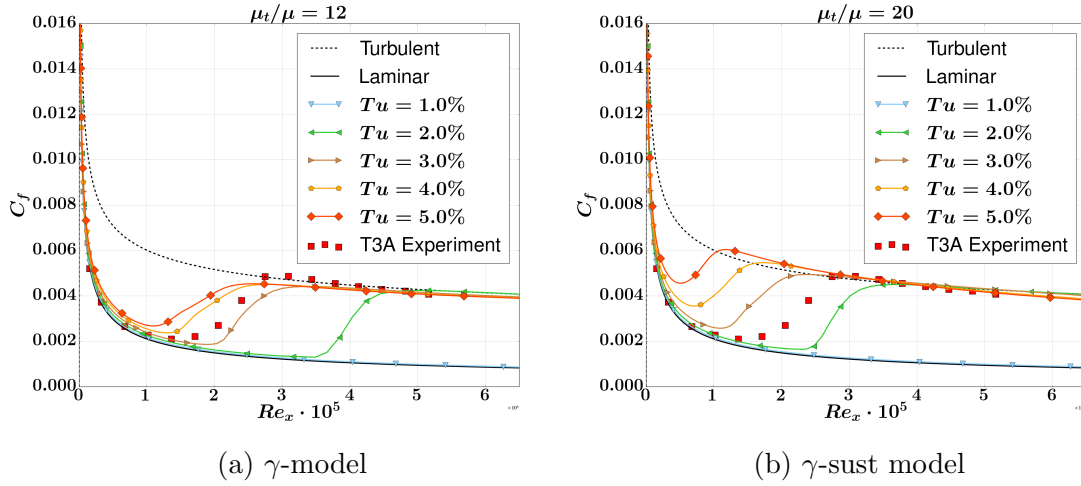 μt/μ = 12
0.016
0.014
0.012
0.010
0.008
0.006
0.004
0.002
0.000
Cf
0 1 2 3 4 5 6
Rex · 10^5
Turbulent
Laminar
Tu = 1.0%
Tu = 2.0%
Tu = 3.0%
Tu = 4.0%
Tu = 5.0%
T3A Experiment
(a) γ-model
μt/μ = 20
0.016
0.014
0.012
0.010
0.008
0.006
0.004
0.002
0.000
Cf
0 1 2 3 4 5 6
Rex · 10^5
Turbulent
Laminar
Tu = 1.0%
Tu = 2.0%
Tu = 3.0%
Tu = 4.0%
Tu = 5.0%
T3A Experiment
(b) γ-sust model